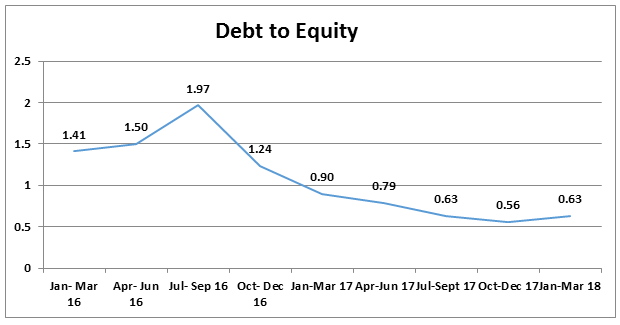 Debt to Equity
2.5
2
1.5
1
0.5
0
1.41
1.50
1.97
1.24
0.90
0.79
0.63
0.56
0.63
Jan- Mar
16
Apr- Jun
16
Jul- Sep 16
Oct- Dec
16
Jan-Mar 17
Apr-Jun 17
Jul-Sept 17
Oct-Dec 17
Jan-Mar 18